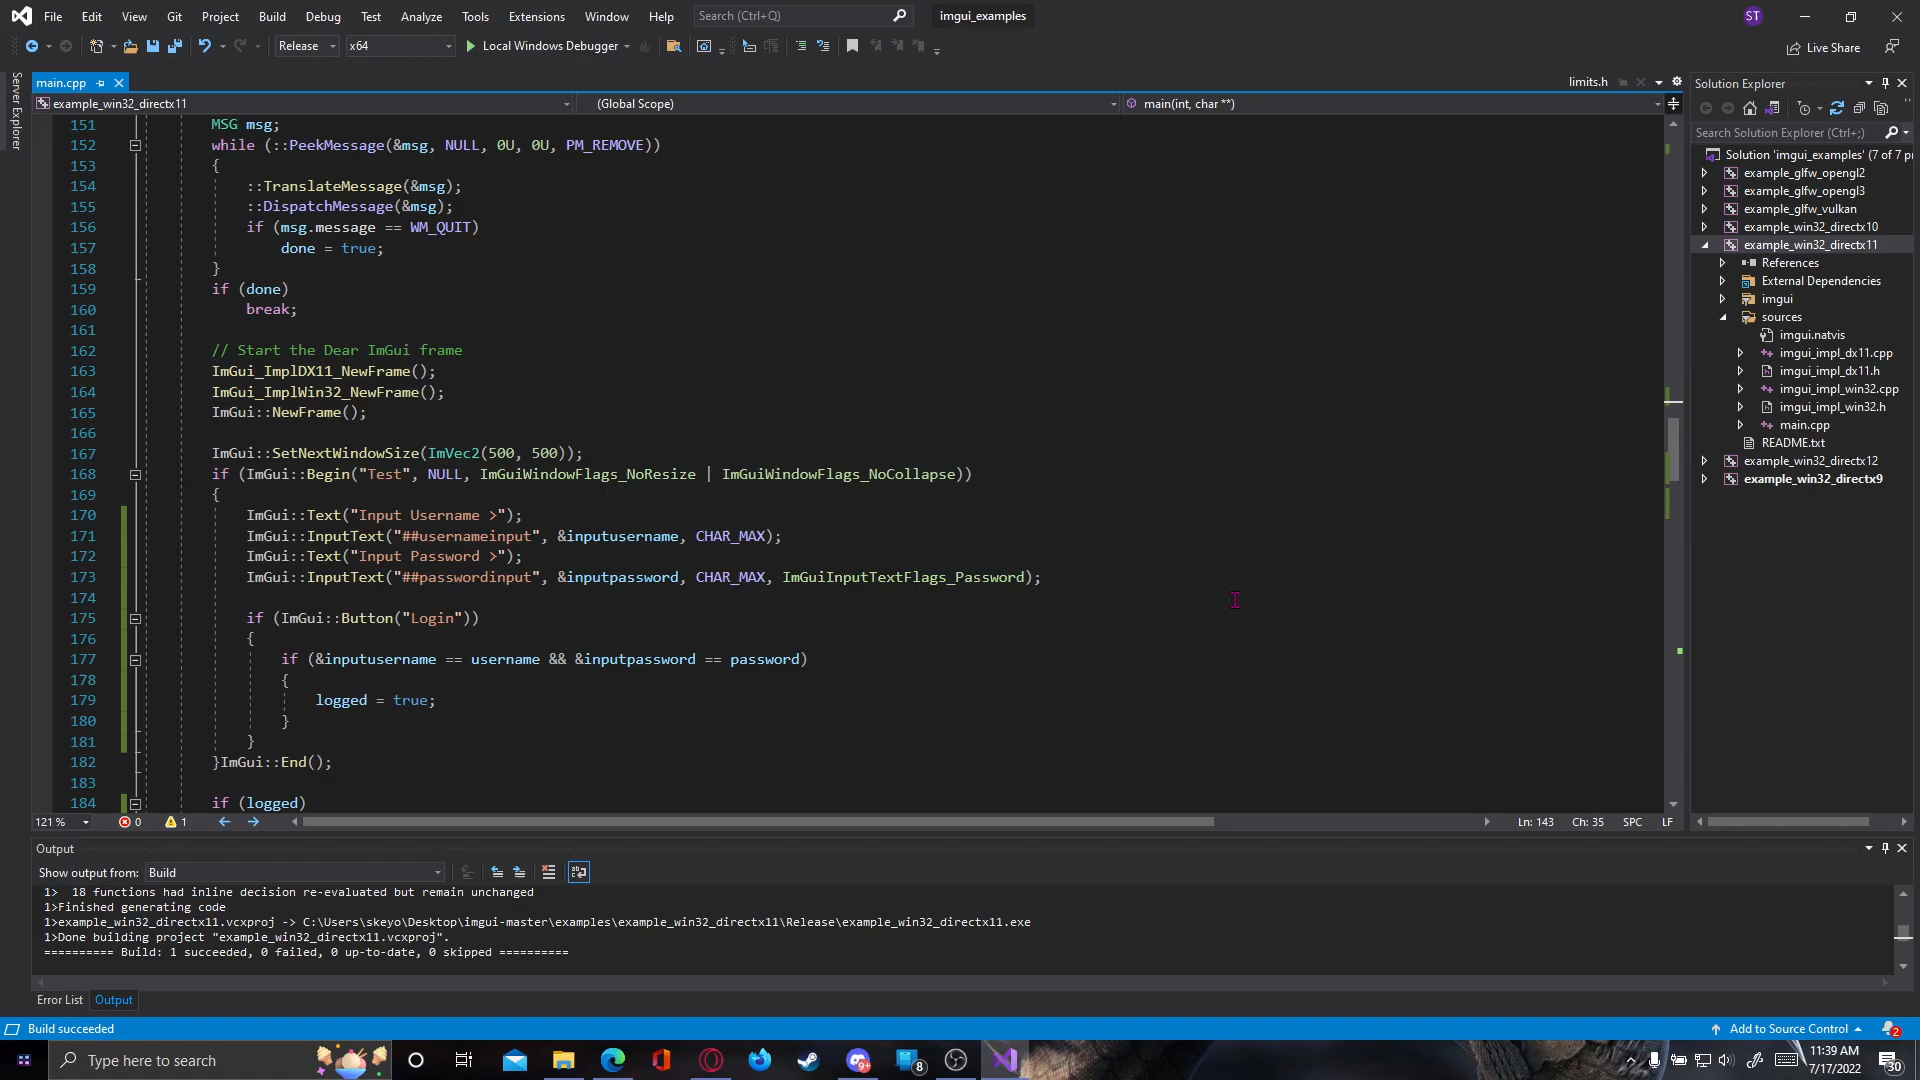 File Edit View Git Project Build Debug Test Analyze Tools Extensions Window Help Search (Ctrl+Q) imgui_examples ST
Release x64 Local Windows Debugger Live Share
Server Explorer
main.cpp limits.h
example_win32_directx11 (Global Scope) main(int, char **)
151 MSG msg;
152 while (::PeekMessage(&msg, NULL, 0U, 0U, PM_REMOVE))
153 {
154 ::TranslateMessage(&msg);
155 ::DispatchMessage(&msg);
156 if (msg.message == WM_QUIT)
157 done = true;
158 }
159 if (done)
160 break;
161
162 // Start the Dear ImGui frame
163 ImGui_ImplDX11_NewFrame();
164 ImGui_ImplWin32_NewFrame();
165 ImGui::NewFrame();
166
167 ImGui::SetNextWindowSize(ImVec2(500, 500));
168 if (ImGui::Begin("Test", NULL, ImGuiWindowFlags_NoResize | ImGuiWindowFlags_NoCollapse))
169 {
170 ImGui::Text("Input Username >");
171 ImGui::InputText("##usernameinput", &inputusername, CHAR_MAX);
172 ImGui::Text("Input Password >");
173 ImGui::InputText("##passwordinput", &inputpassword, CHAR_MAX, ImGuiInputTextFlags_Password);
174
175 if (ImGui::Button("Login"))
176 {
177 if (&inputusername == username && &inputpassword == password)
178 {
179 logged = true;
180 }
181 }
182 }ImGui::End();
183
184 if (logged)
121 % 0 1 Ln: 143 Ch: 35 SPC LF
Solution Explorer
Search Solution Explorer (Ctrl+;)
Solution 'imgui_examples' (7 of 7 pr
example_glfw_opengl2
example_glfw_opengl3
example_glfw_vulkan
example_win32_directx10
example_win32_directx11
References
External Dependencies
imgui
sources
imgui.natvis
imgui_impl_dx11.cpp
imgui_impl_dx11.h
imgui_impl_win32.cpp
imgui_impl_win32.h
main.cpp
README.txt
example_win32_directx12
example_win32_directx9
Output
Show output from: Build
1> 18 functions had inline decision re-evaluated but remain unchanged
1>Finished generating code
1>example_win32_directx11.vcxproj -> C:\Users\skeyo\Desktop\imgui-master\examples\example_win32_directx11\Release\example_win32_directx11.exe
1>Done building project "example_win32_directx11.vcxproj".
========== Build: 1 succeeded, 0 failed, 0 up-to-date, 0 skipped ==========
Error List Output
Build succeeded Add to Source Control 2
Type here to search 9+ 8 11:39 AM
7/17/2022 30